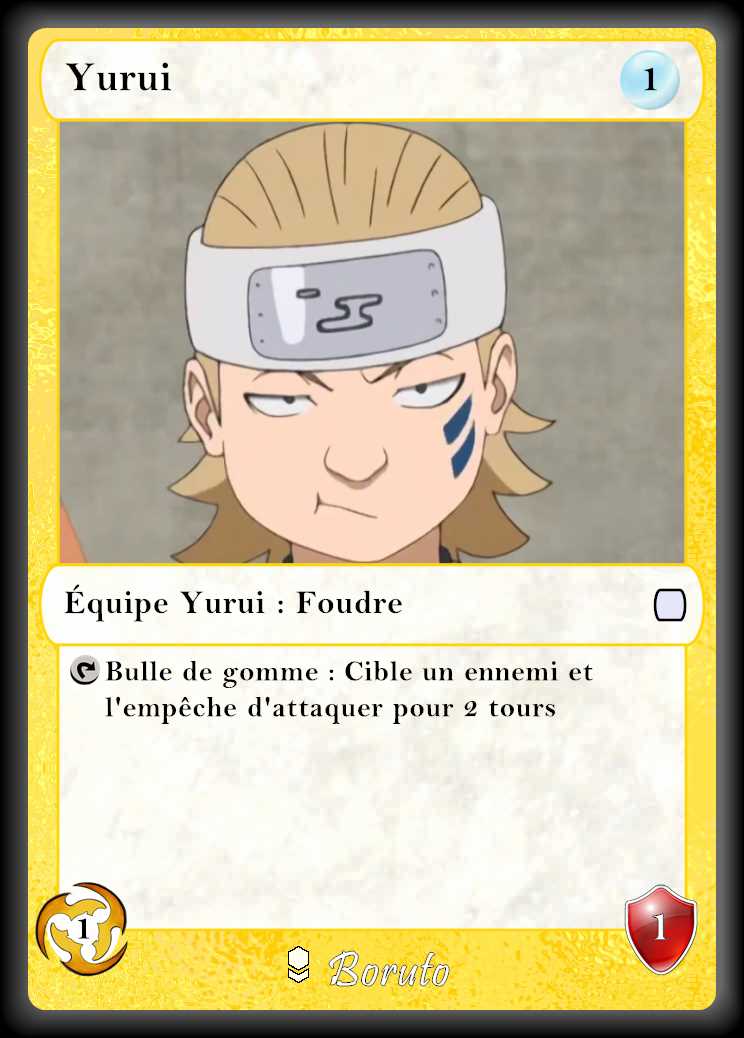 Yurui
1
Équipe Yurui : Foudre
Bulle de gomme : Cible un ennemi et
l'empêche d'attaquer pour 2 tours
1
1
Boruto